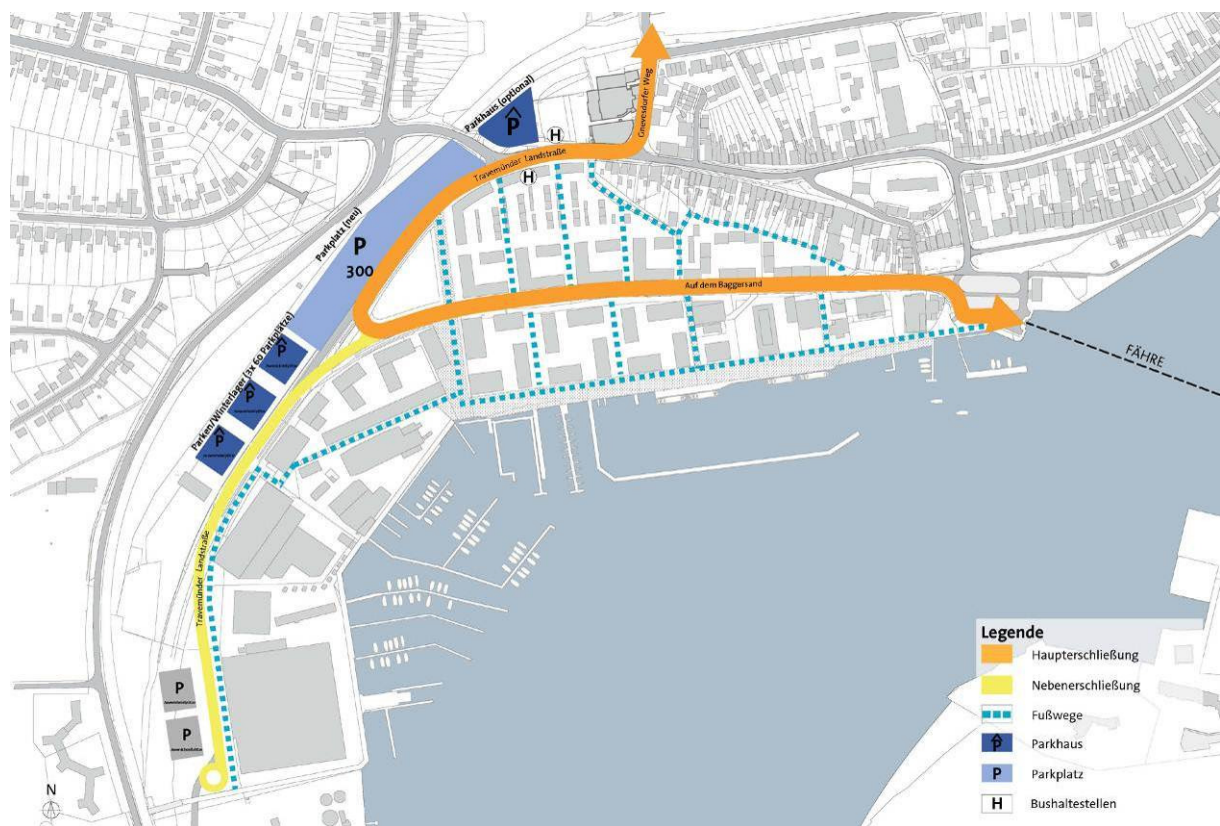 Gneversdorfer Weg
Parkhaus (optional)
P
H
Travemünder Landstraße
H
Parkplatz (neu)
P
300
Auf dem Baggersand
FÄHRE
Parken/Winterlager (3x 60 Parkplätze)
P
P
P
Travemünder Landstraße
P
P
N
Legende
Haupterschließung
Nebenerschließung
Fußwege
P Parkhaus
P Parkplatz
H Bushaltestellen